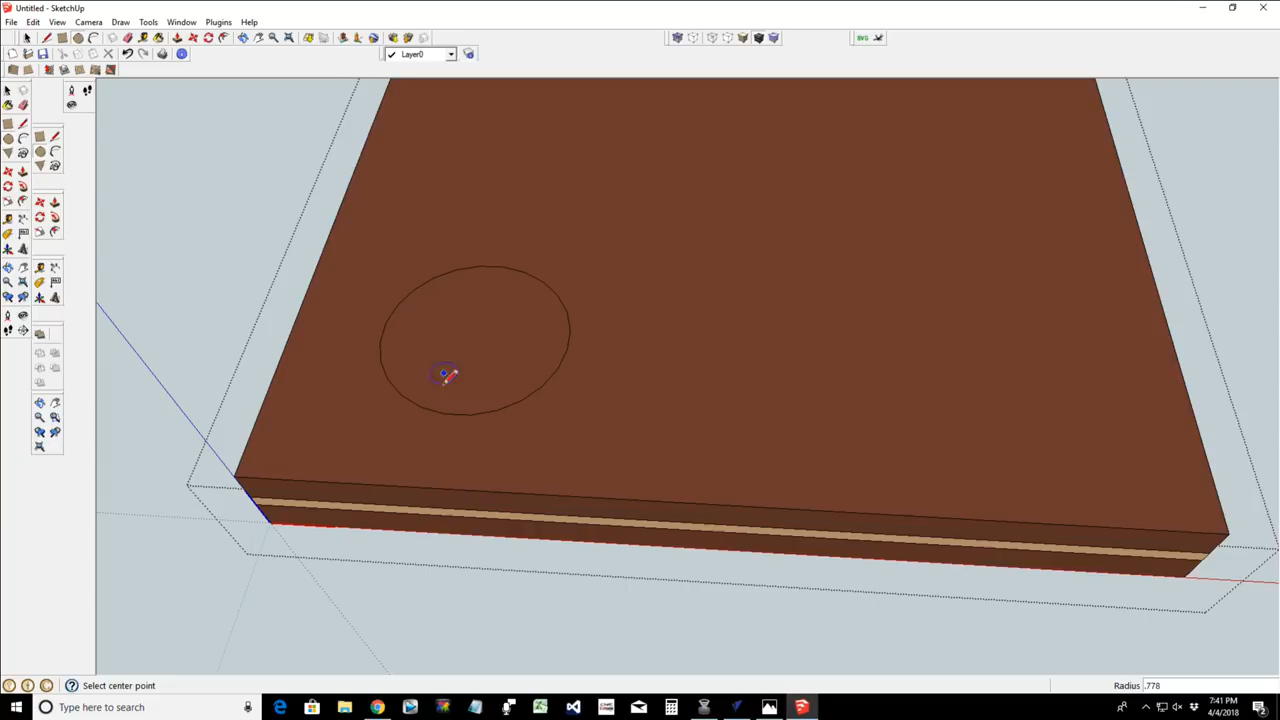 Untitled - SketchUp
File Edit View Camera Draw Tools Window Plugins Help
SVG
Layer0
Select center point
Radius .778
Type here to search
7:41 PM
4/4/2018